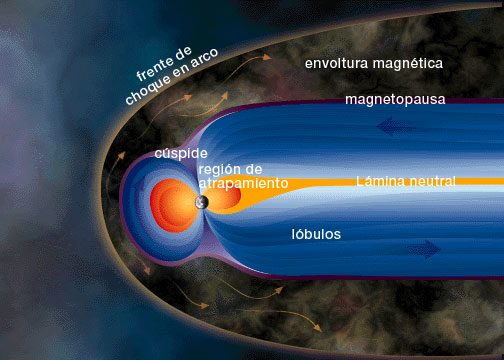 frente de
choque en arco
envoltura magnética
magnetopausa
cúspide
región de
atrapamiento
Lámina neutral
lóbulos